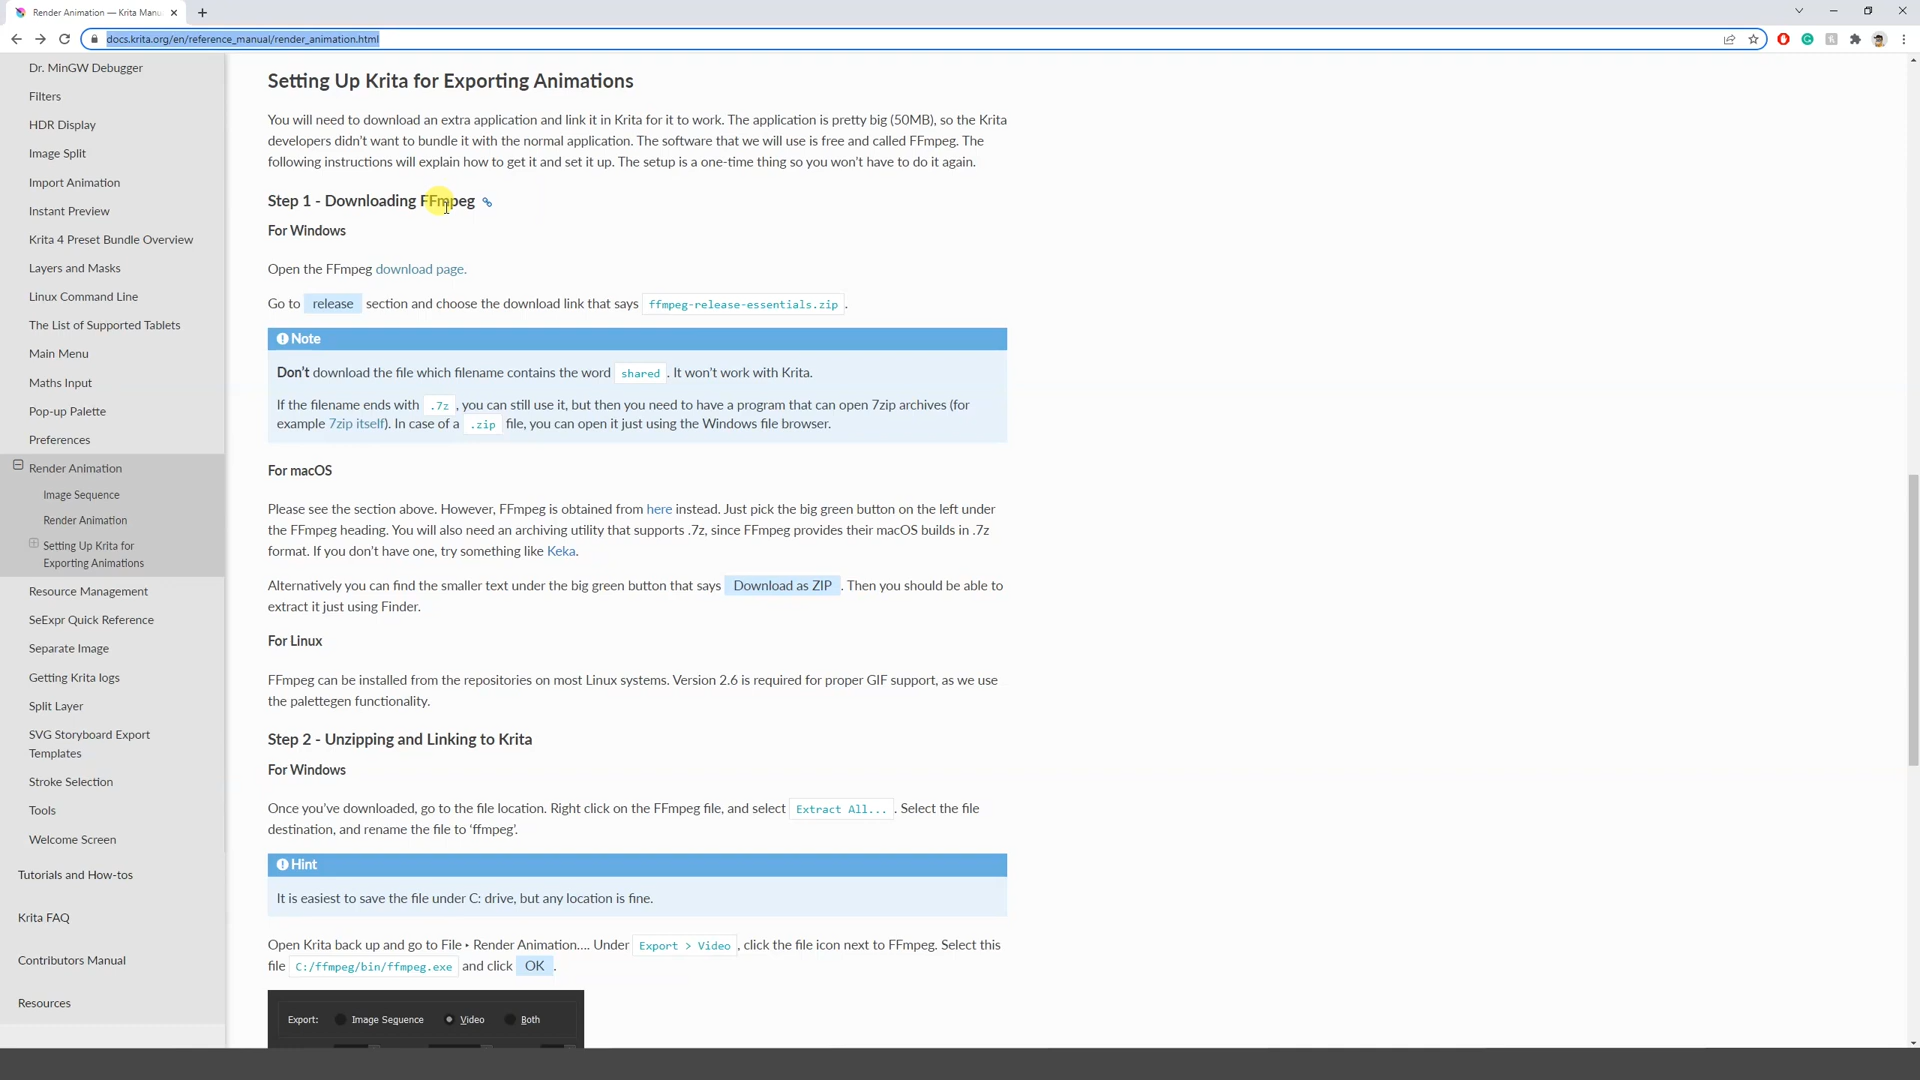 Render Animation — Krita Manu
docs.krita.org/en/reference_manual/render_animation.html
Dr. MinGW Debugger
Filters
HDR Display
Image Split
Import Animation
Instant Preview
Krita 4 Preset Bundle Overview
Layers and Masks
Linux Command Line
The List of Supported Tablets
Main Menu
Maths Input
Pop-up Palette
Preferences
Render Animation
Image Sequence
Render Animation
Setting Up Krita for
Exporting Animations
Resource Management
SeExpr Quick Reference
Separate Image
Getting Krita logs
Split Layer
SVG Storyboard Export
Templates
Stroke Selection
Tools
Welcome Screen
Tutorials and How-tos
Krita FAQ
Contributors Manual
Resources
Setting Up Krita for Exporting Animations
You will need to download an extra application and link it in Krita for it to work. The application is pretty big (50MB), so the Krita
developers didn't want to bundle it with the normal application. The software that we will use is free and called FFmpeg. The
following instructions will explain how to get it and set it up. The setup is a one-time thing so you won't have to do it again.
Step 1 - Downloading FFmpeg
For Windows
Open the FFmpeg download page.
Go to release section and choose the download link that says ffmpeg-release-essentials.zip.
Note
Don't download the file which filename contains the word shared. It won't work with Krita.
If the filename ends with .7z, you can still use it, but then you need to have a program that can open 7zip archives (for
example 7zip itself). In case of a .zip file, you can open it just using the Windows file browser.
For macOS
Please see the section above. However, FFmpeg is obtained from here instead. Just pick the big green button on the left under
the FFmpeg heading. You will also need an archiving utility that supports .7z, since FFmpeg provides their macOS builds in .7z
format. If you don't have one, try something like Keka.
Alternatively you can find the smaller text under the big green button that says Download as ZIP. Then you should be able to
extract it just using Finder.
For Linux
FFmpeg can be installed from the repositories on most Linux systems. Version 2.6 is required for proper GIF support, as we use
the palettegen functionality.
Step 2 - Unzipping and Linking to Krita
For Windows
Once you've downloaded, go to the file location. Right click on the FFmpeg file, and select Extract All.... Select the file
destination, and rename the file to 'ffmpeg'.
Hint
It is easiest to save the file under C: drive, but any location is fine.
Open Krita back up and go to File ‣ Render Animation…. Under Export > Video, click the file icon next to FFmpeg. Select this
file C:/ffmpeg/bin/ffmpeg.exe and click OK.
Export: Image Sequence Video Both